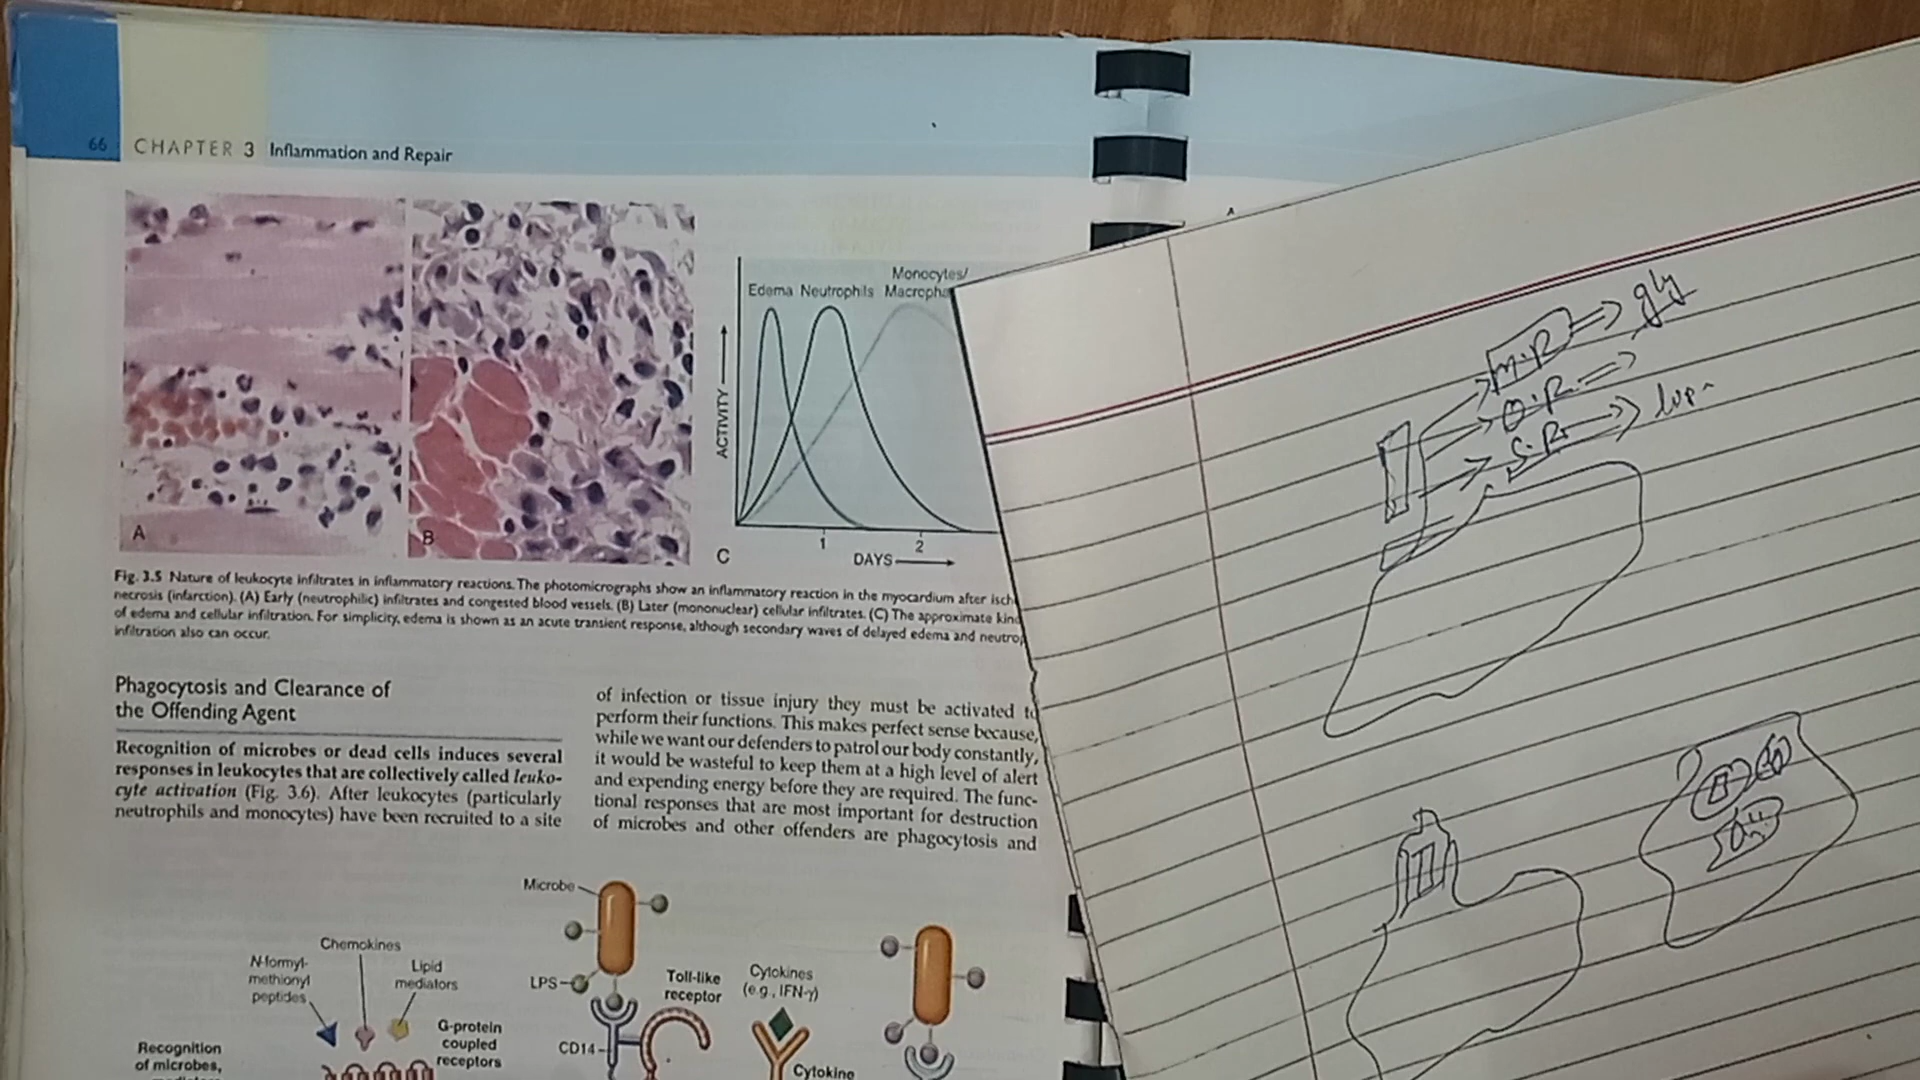 66 CHAPTER 3 Inflammation and Repair
Edema Neutrophils Monocytes/
Macropha
ACTIVITY
A
B
C
1
2
DAYS
Fig. 3.5 Nature of leukocyte infiltrates in inflammatory reactions. The photomicrographs show an inflammatory reaction in the myocardium after isch
necrosis (infarction). (A) Early (neutrophilic) infiltrates and congested blood vessels. (B) Later (mononuclear) cellular infiltrates. (C) The approximate kin
of edema and cellular infiltration. For simplicity, edema is shown as an acute transient response, although secondary waves of delayed edema and neutro
infiltration also can occur.
Phagocytosis and Clearance of
the Offending Agent
Recognition of microbes or dead cells induces several
responses in leukocytes that are collectively called leuko-
cyte activation (Fig. 3.6). After leukocytes (particularly
neutrophils and monocytes) have been recruited to a site
of infection or tissue injury they must be activated to
perform their functions. This makes perfect sense because,
while we want our defenders to patrol our body constantly,
it would be wasteful to keep them at a high level of alert
and expending energy before they are required. The func-
tional responses that are most important for destruction
of microbes and other offenders are phagocytosis and
Microbe
Chemokines
N-formyl-
methionyl
peptides
Lipid
mediators
LPS
Toll-like
receptor
Cytokines
(e.g., IFN-γ)
G-protein
coupled
receptors
CD14
Recognition
of microbes,
Cytokine
M.R
O.R
S.R